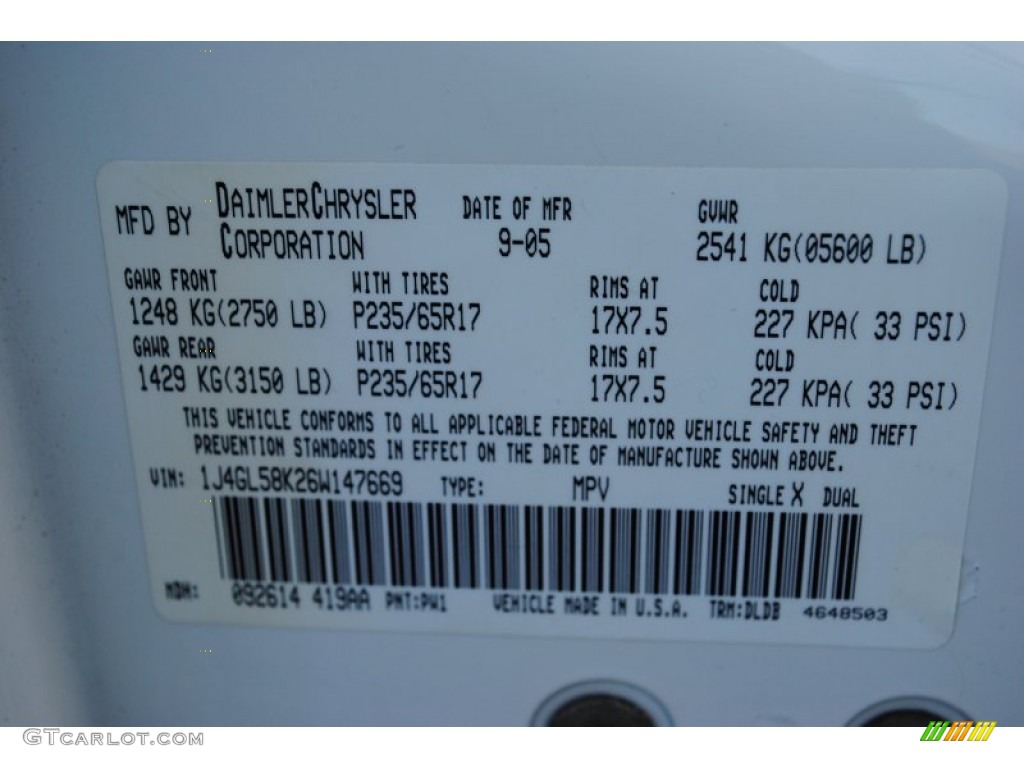 MFD BY DAIMLERCHRYSLER CORPORATION DATE OF MFR 9-05 GVWR 2541 KG(05600 LB)
GAWR FRONT WITH TIRES RIMS AT COLD
1248 KG(2750 LB) P235/65R17 17X7.5 227 KPA( 33 PSI)
GAWR REAR WITH TIRES RIMS AT COLD
1429 KG(3150 LB) P235/65R17 17X7.5 227 KPA( 33 PSI)
THIS VEHICLE CONFORMS TO ALL APPLICABLE FEDERAL MOTOR VEHICLE SAFETY AND THEFT
PREVENTION STANDARDS IN EFFECT ON THE DATE OF MANUFACTURE SHOWN ABOVE.
VIN: 1J4GL58K26W147669 TYPE: MPV SINGLE X DUAL
MDH: 092614 419AA PNT:PW1 VEHICLE MADE IN U.S.A. TRM:DLDB 4648503
GTCARLOT.COM